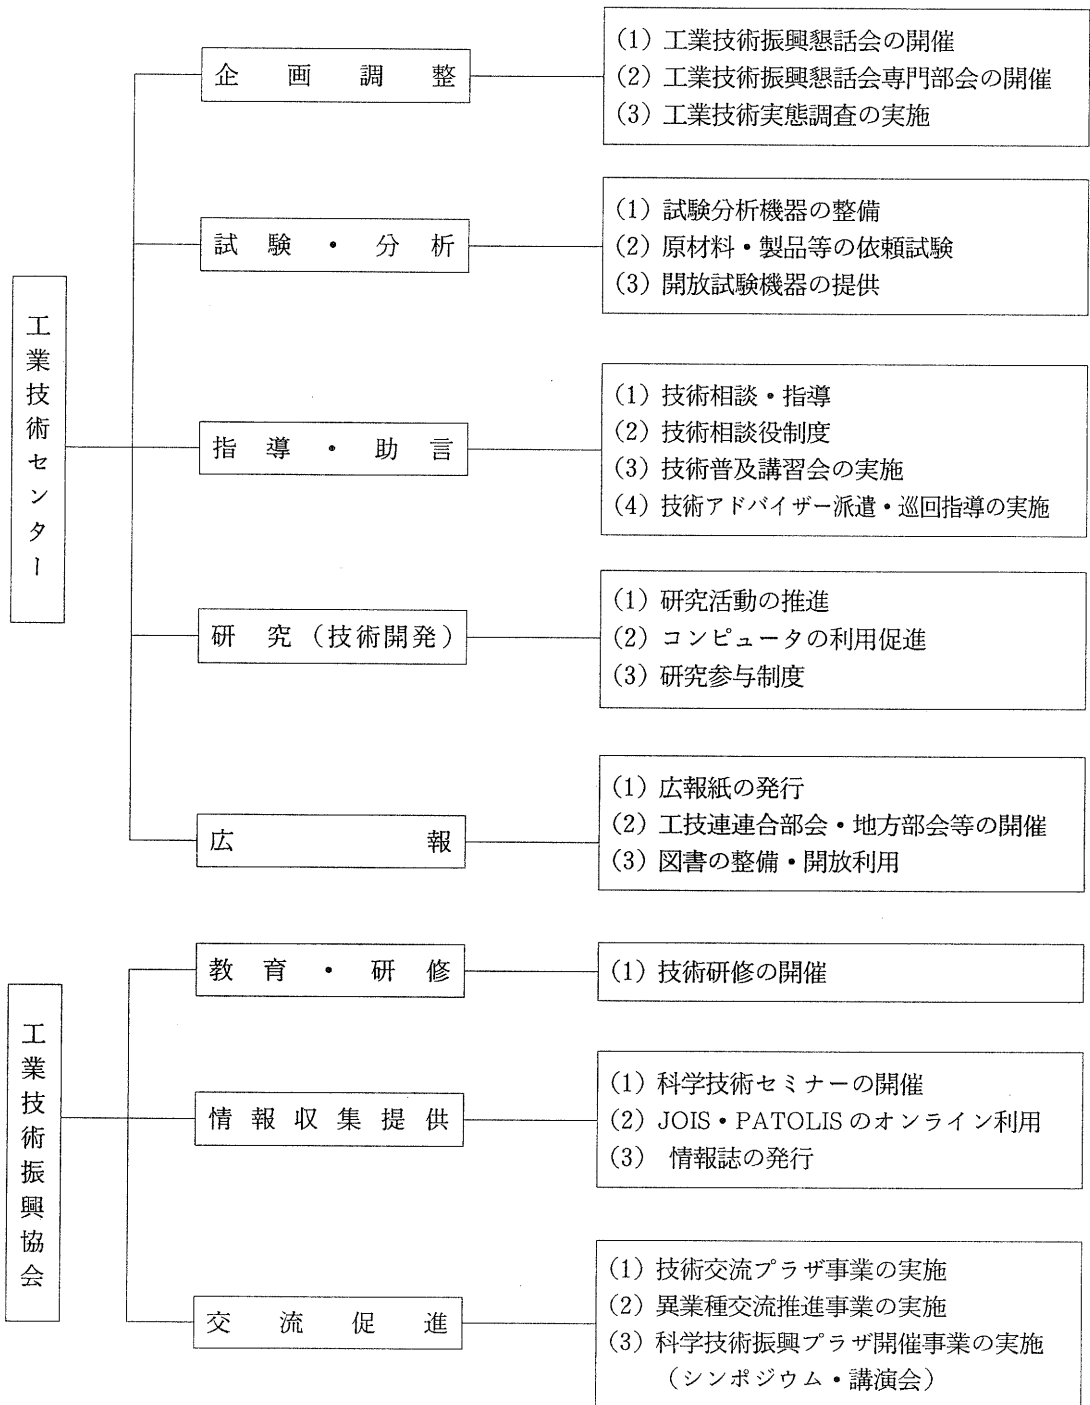 工業技術センター
企画調整
(1) 工業技術振興懇話会の開催
(2) 工業技術振興懇話会専門部会の開催
(3) 工業技術実態調査の実施
試験・分析
(1) 試験分析機器の整備
(2) 原材料・製品等の依頼試験
(3) 開放試験機器の提供
指導・助言
(1) 技術相談・指導
(2) 技術相談役制度
(3) 技術普及講習会の実施
(4) 技術アドバイザー派遣・巡回指導の実施
研究（技術開発）
(1) 研究活動の推進
(2) コンピュータの利用促進
(3) 研究参与制度
広報
(1) 広報紙の発行
(2) 工技連連合部会・地方部会等の開催
(3) 図書の整備・開放利用
工業技術振興協会
教育・研修
(1) 技術研修の開催
情報収集提供
(1) 科学技術セミナーの開催
(2) JOIS・PATOLISのオンライン利用
(3) 情報誌の発行
交流促進
(1) 技術交流プラザ事業の実施
(2) 異業種交流推進事業の実施
(3) 科学技術振興プラザ開催事業の実施
（シンポジウム・講演会）